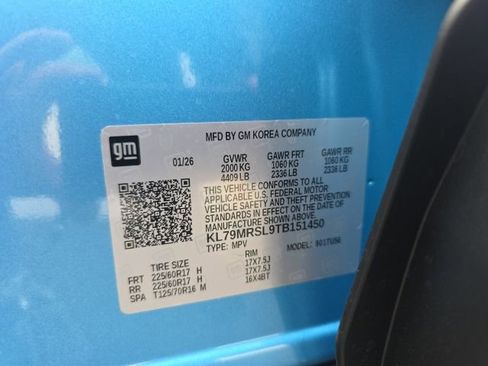 MFD BY GM KOREA COMPANY
gm
01/26 GVWR GAWR FRT GAWR RR
2000 KG 1060 KG 1060 KG
4409 LB 2336 LB 2336 LB
THIS VEHICLE CONFORMS TO ALL
APPLICABLE U.S. FEDERAL MOTOR
VEHICLE SAFETY AND THEFT
PREVENTION STANDARDS IN EFFECT
ON THE DATE OF MANUFACTURE
SHOWN ABOVE.
KL79MRSL9TB151450
TYPE: MPV MODEL:
TIRE SIZE RIM
FRT 225/60R17 H 17X7.5J
RR 225/60R17 H 17X7.5J
SPA T125/70R16 M 16X4BT